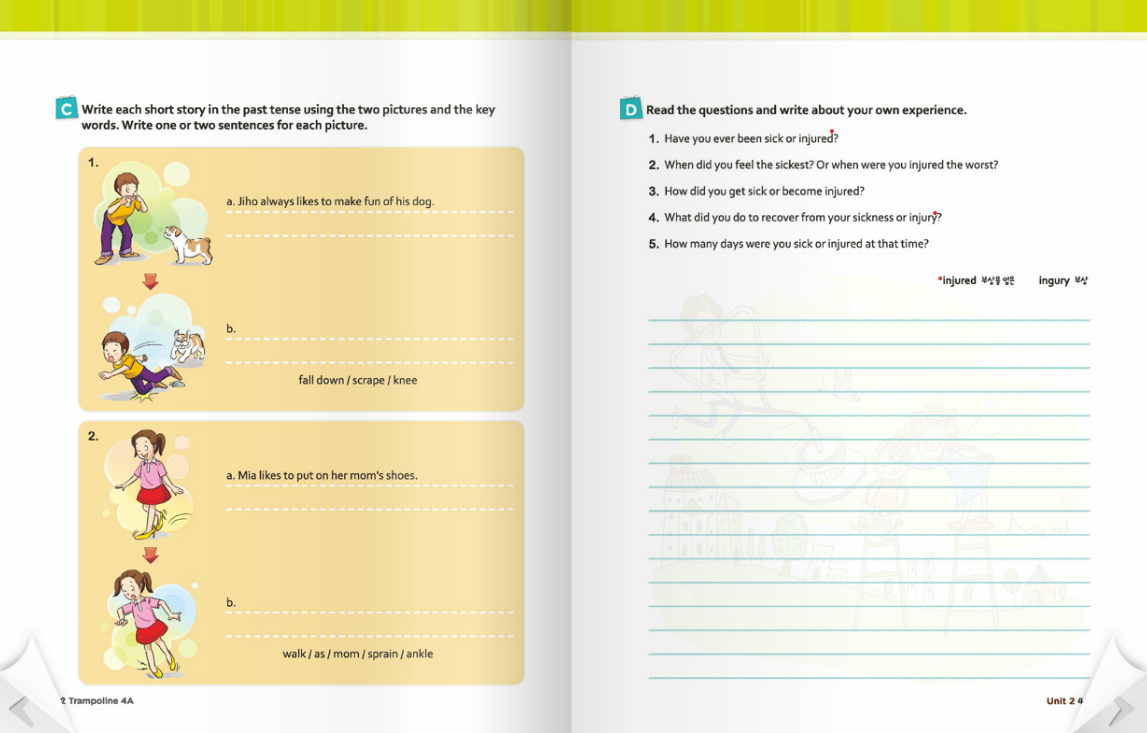 C Write each short story in the past tense using the two pictures and the key
words. Write one or two sentences for each picture.
1.
a. Jiho always likes to make fun of his dog.
b.
fall down / scrape / knee
2.
a. Mia likes to put on her mom's shoes.
b.
walk / as / mom / sprain / ankle
2 Trampoline 4A
D Read the questions and write about your own experience.
1. Have you ever been sick or injured*?
2. When did you feel the sickest? Or when were you injured the worst?
3. How did you get sick or become injured?
4. What did you do to recover from your sickness or injury*?
5. How many days were you sick or injured at that time?
*injured 부상을 입은 ingury 부상
Unit 2 4